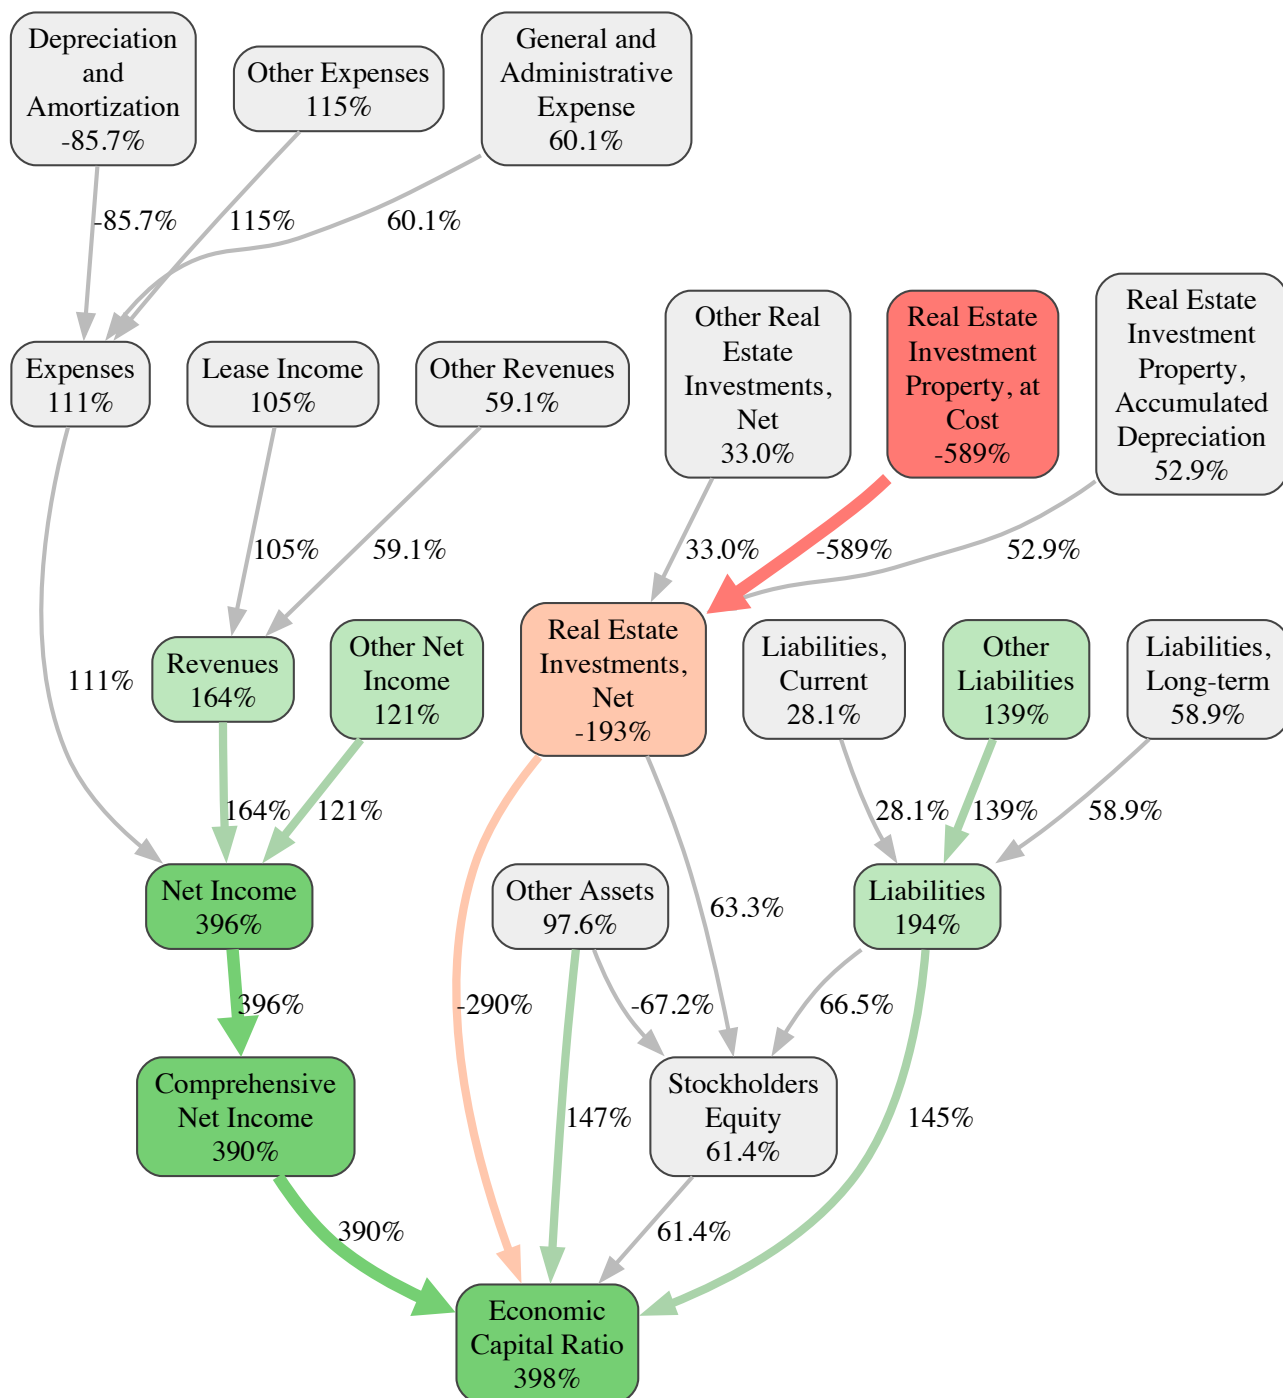 Depreciation
and
Amortization
-85.7%
Other Expenses
115%
General and
Administrative
Expense
60.1%
-85.7%
115%
60.1%
Expenses
111%
Lease Income
105%
Other Revenues
59.1%
Other Real
Estate
Investments,
Net
33.0%
Real Estate
Investment
Property, at
Cost
-589%
Real Estate
Investment
Property,
Accumulated
Depreciation
52.9%
105%
59.1%
33.0%
-589%
52.9%
111%
Revenues
164%
Other Net
Income
121%
Real Estate
Investments,
Net
-193%
Liabilities,
Current
28.1%
Other
Liabilities
139%
Liabilities,
Long-term
58.9%
164%
121%
28.1%
139%
58.9%
Net Income
396%
Other Assets
97.6%
63.3%
Liabilities
194%
396%
-290%
-67.2%
66.5%
Comprehensive
Net Income
390%
147%
Stockholders
Equity
61.4%
145%
390%
61.4%
Economic
Capital Ratio
398%